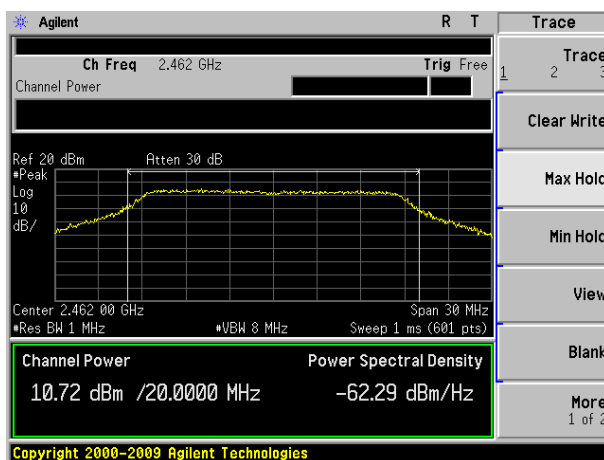 Agilent R T Trace
Ch Freq 2.462 GHz Trig Free
Channel Power
Trace
1 2 3
Clear Write
Max Hold
Min Hold
View
Blank
More
1 of 2
Ref 20 dBm Atten 30 dB
#Peak
Log
10
dB/
Center 2.462 00 GHz Span 30 MHz
#Res BW 1 MHz #VBW 8 MHz Sweep 1 ms (601 pts)
Channel Power Power Spectral Density
10.72 dBm /20.0000 MHz -62.29 dBm/Hz
Copyright 2000-2009 Agilent Technologies